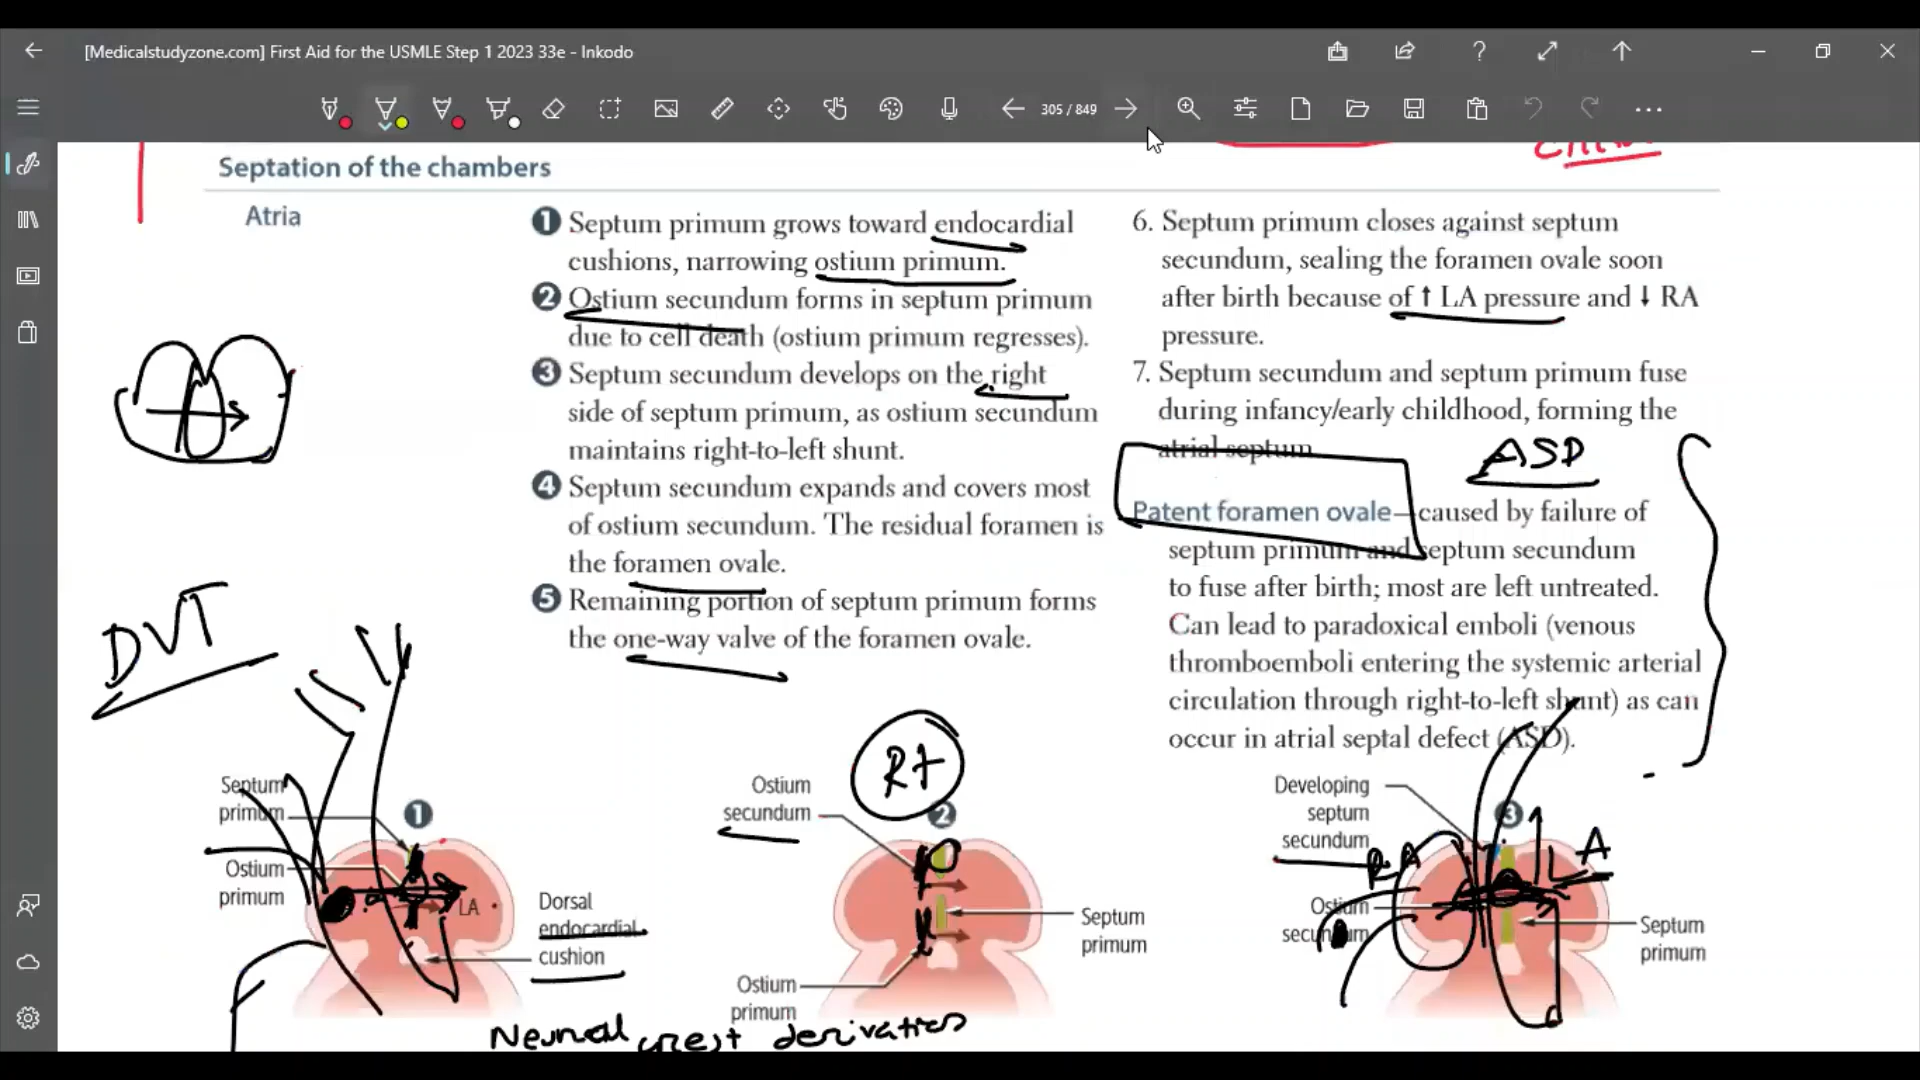 [Medicalstudyzone.com] First Aid for the USMLE Step 1 2023 33e - Inkodo
305 / 849
Septation of the chambers
Atria
1 Septum primum grows toward endocardial
cushions, narrowing ostium primum.
2 Ostium secundum forms in septum primum
due to cell death (ostium primum regresses).
3 Septum secundum develops on the right
side of septum primum, as ostium secundum
maintains right-to-left shunt.
4 Septum secundum expands and covers most
of ostium secundum. The residual foramen is
the foramen ovale.
5 Remaining portion of septum primum forms
the one-way valve of the foramen ovale.
6. Septum primum closes against septum
secundum, sealing the foramen ovale soon
after birth because of ↑ LA pressure and ↓ RA
pressure.
7. Septum secundum and septum primum fuse
during infancy/early childhood, forming the
atrial septum
ASD
Patent foramen ovale—caused by failure of
septum primum and septum secundum
to fuse after birth; most are left untreated.
Can lead to paradoxical emboli (venous
thromboemboli entering the systemic arterial
circulation through right-to-left shunt) as can
occur in atrial septal defect (ASD).
DVT
Septum
primum
1
Ostium
primum
LA
Dorsal
endocardial
cushion
Rt
Ostium
secundum
2
Septum
primum
Ostium
primum
Developing
septum
secundum
3
RA
LA
Ostium
secundum
Septum
primum
Neural crest derivatives